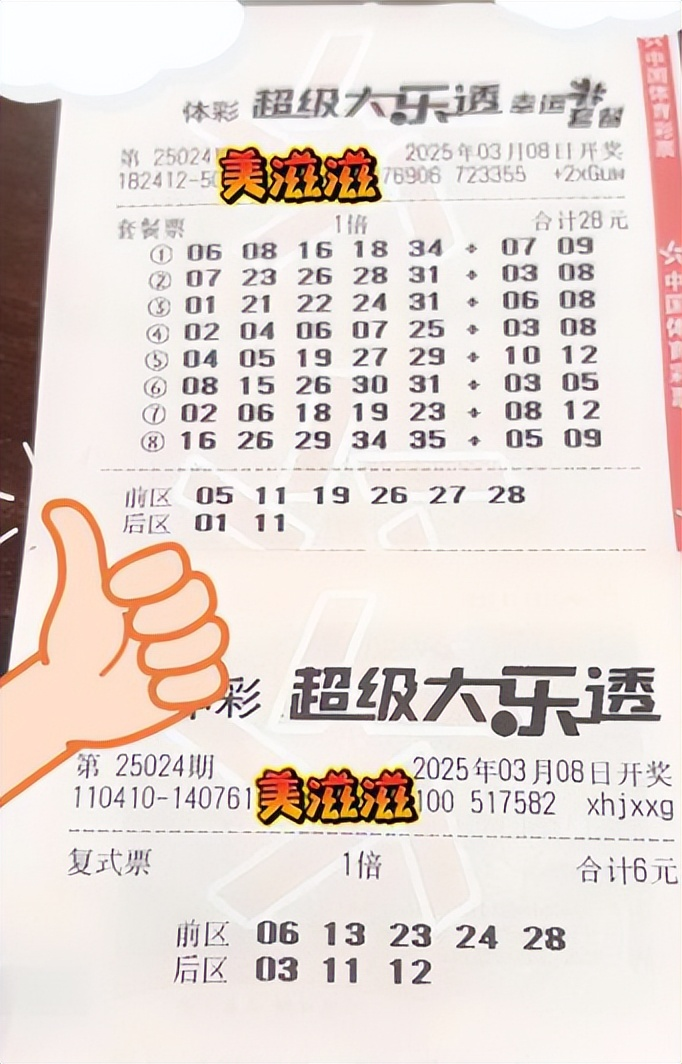 体彩 超级大乐透 幸运 套餐
第 25024 2025年03月08日开奖
182412-50 美滋滋 76906 723355 +2xGuw
套餐票 1倍 合计28元
① 06 08 16 18 34 + 07 09
② 07 23 26 28 31 + 03 08
③ 01 21 22 24 31 + 06 08
④ 02 04 06 07 25 + 03 08
⑤ 04 05 19 27 29 + 10 12
⑥ 08 15 26 30 31 + 03 05
⑦ 02 06 18 19 23 + 08 12
⑧ 16 26 29 34 35 + 05 09
前区 05 11 19 26 27 28
后区 01 11
彩 超级大乐透
第 25024期 2025年03月08日开奖
110410-140761 美滋滋 100 517582 xhjxxg
复式票 1倍 合计6元
前区 06 13 23 24 28
后区 03 11 12
中国体育彩票
中国体育彩票